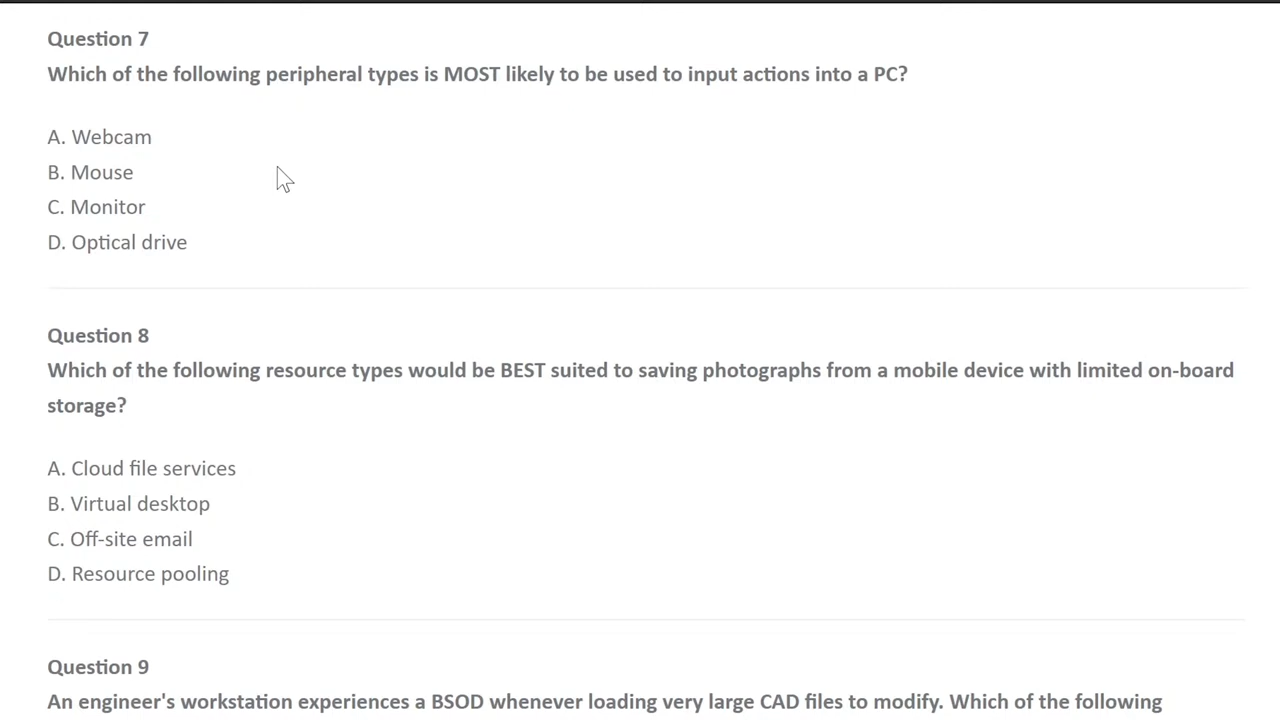 Question 7
Which of the following peripheral types is MOST likely to be used to input actions into a PC?
A. Webcam
B. Mouse
C. Monitor
D. Optical drive
Question 8
Which of the following resource types would be BEST suited to saving photographs from a mobile device with limited on-board
storage?
A. Cloud file services
B. Virtual desktop
C. Off-site email
D. Resource pooling
Question 9
An engineer's workstation experiences a BSOD whenever loading very large CAD files to modify. Which of the following